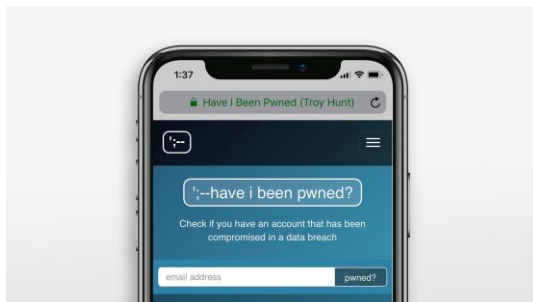 1:37
Have I Been Pwned (Troy Hunt)
';--
';--have i been pwned?
Check if you have an account that has been
compromised in a data breach
email address
pwned?